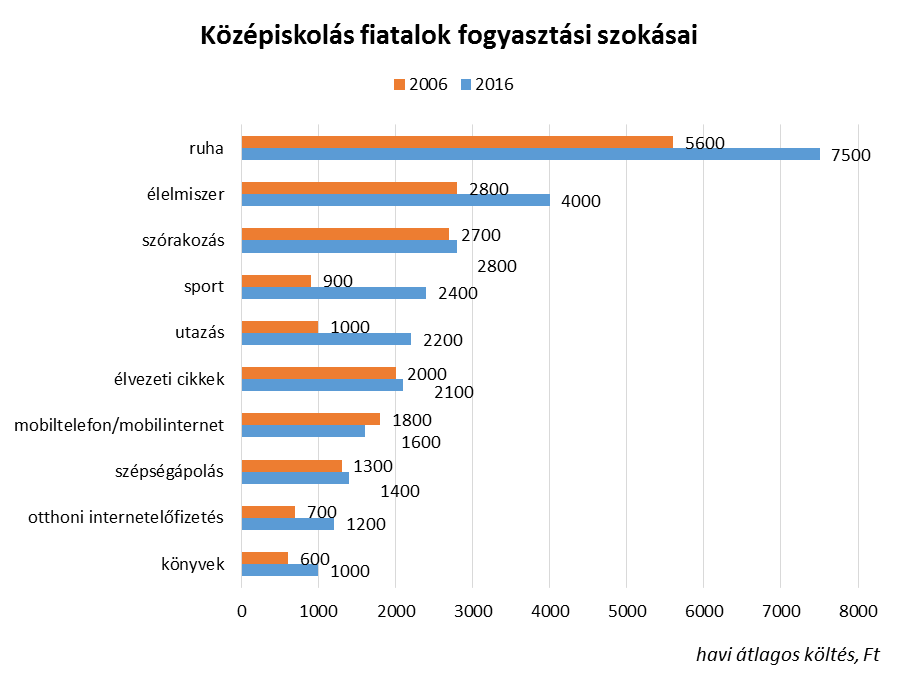 Középiskolás fiatalok fogyasztási szokásai
2006 2016
ruha 5600 7500
élelmiszer 2800 4000
szórakozás 2700 2800
sport 900 2400
utazás 1000 2200
élvezeti cikkek 2000 2100
mobiltelefon/mobilinternet 1800 1600
szépségápolás 1300 1400
otthoni internetelőfizetés 700 1200
könyvek 600 1000
0 1000 2000 3000 4000 5000 6000 7000 8000
havi átlagos költés, Ft